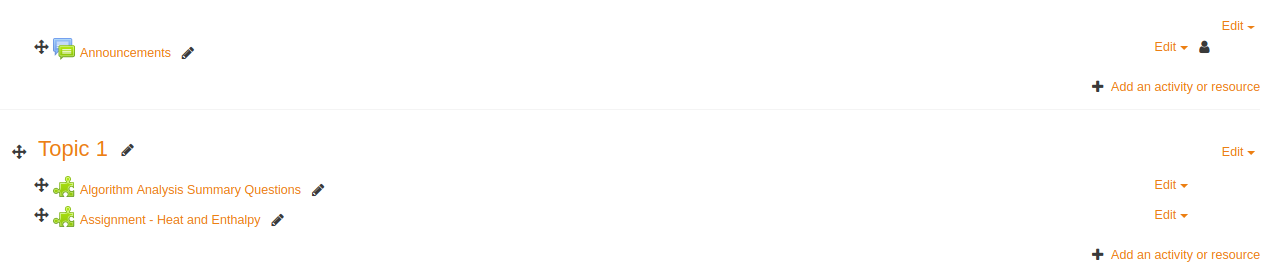 Edit
Announcements Edit
Add an activity or resource
Topic 1 Edit
Algorithm Analysis Summary Questions Edit
Assignment - Heat and Enthalpy Edit
Add an activity or resource